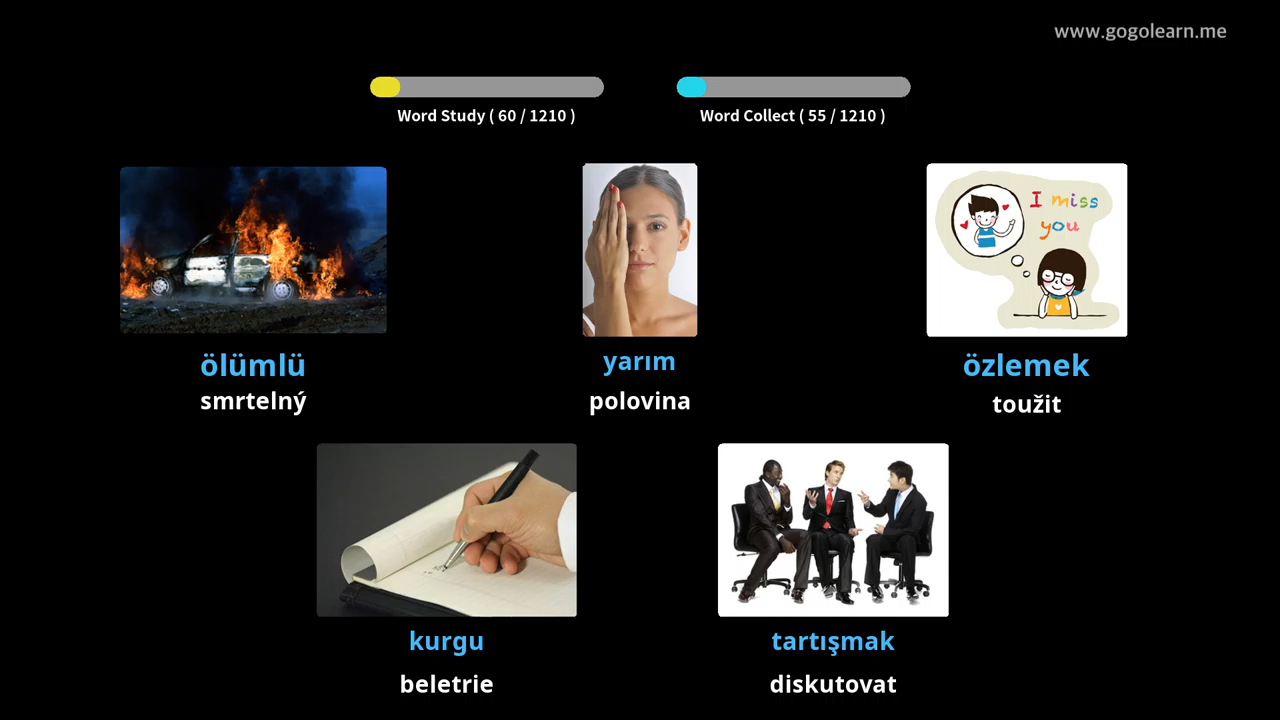 www.gogolearn.me
Word Study ( 60 / 1210 )
Word Collect ( 55 / 1210 )
I miss
you
ölümlü
smrtelný
yarım
polovina
özlemek
toužit
kurgu
beletrie
tartışmak
diskutovat